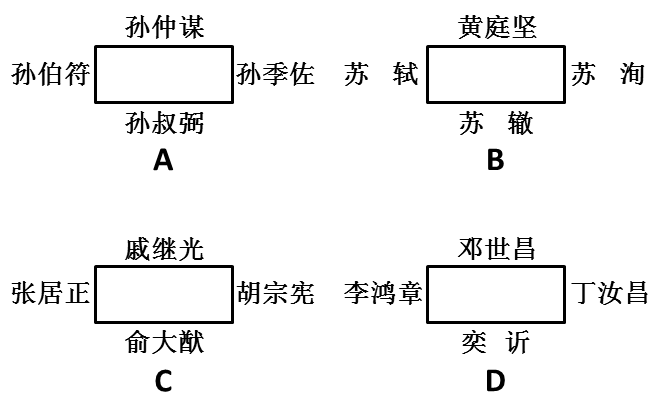 孙仲谋
孙伯符
孙季佐
孙叔弼
A
黄庭坚
苏 轼
苏 洵
苏 辙
B
戚继光
张居正
胡宗宪
俞大猷
C
邓世昌
李鸿章
丁汝昌
奕 䜣
D